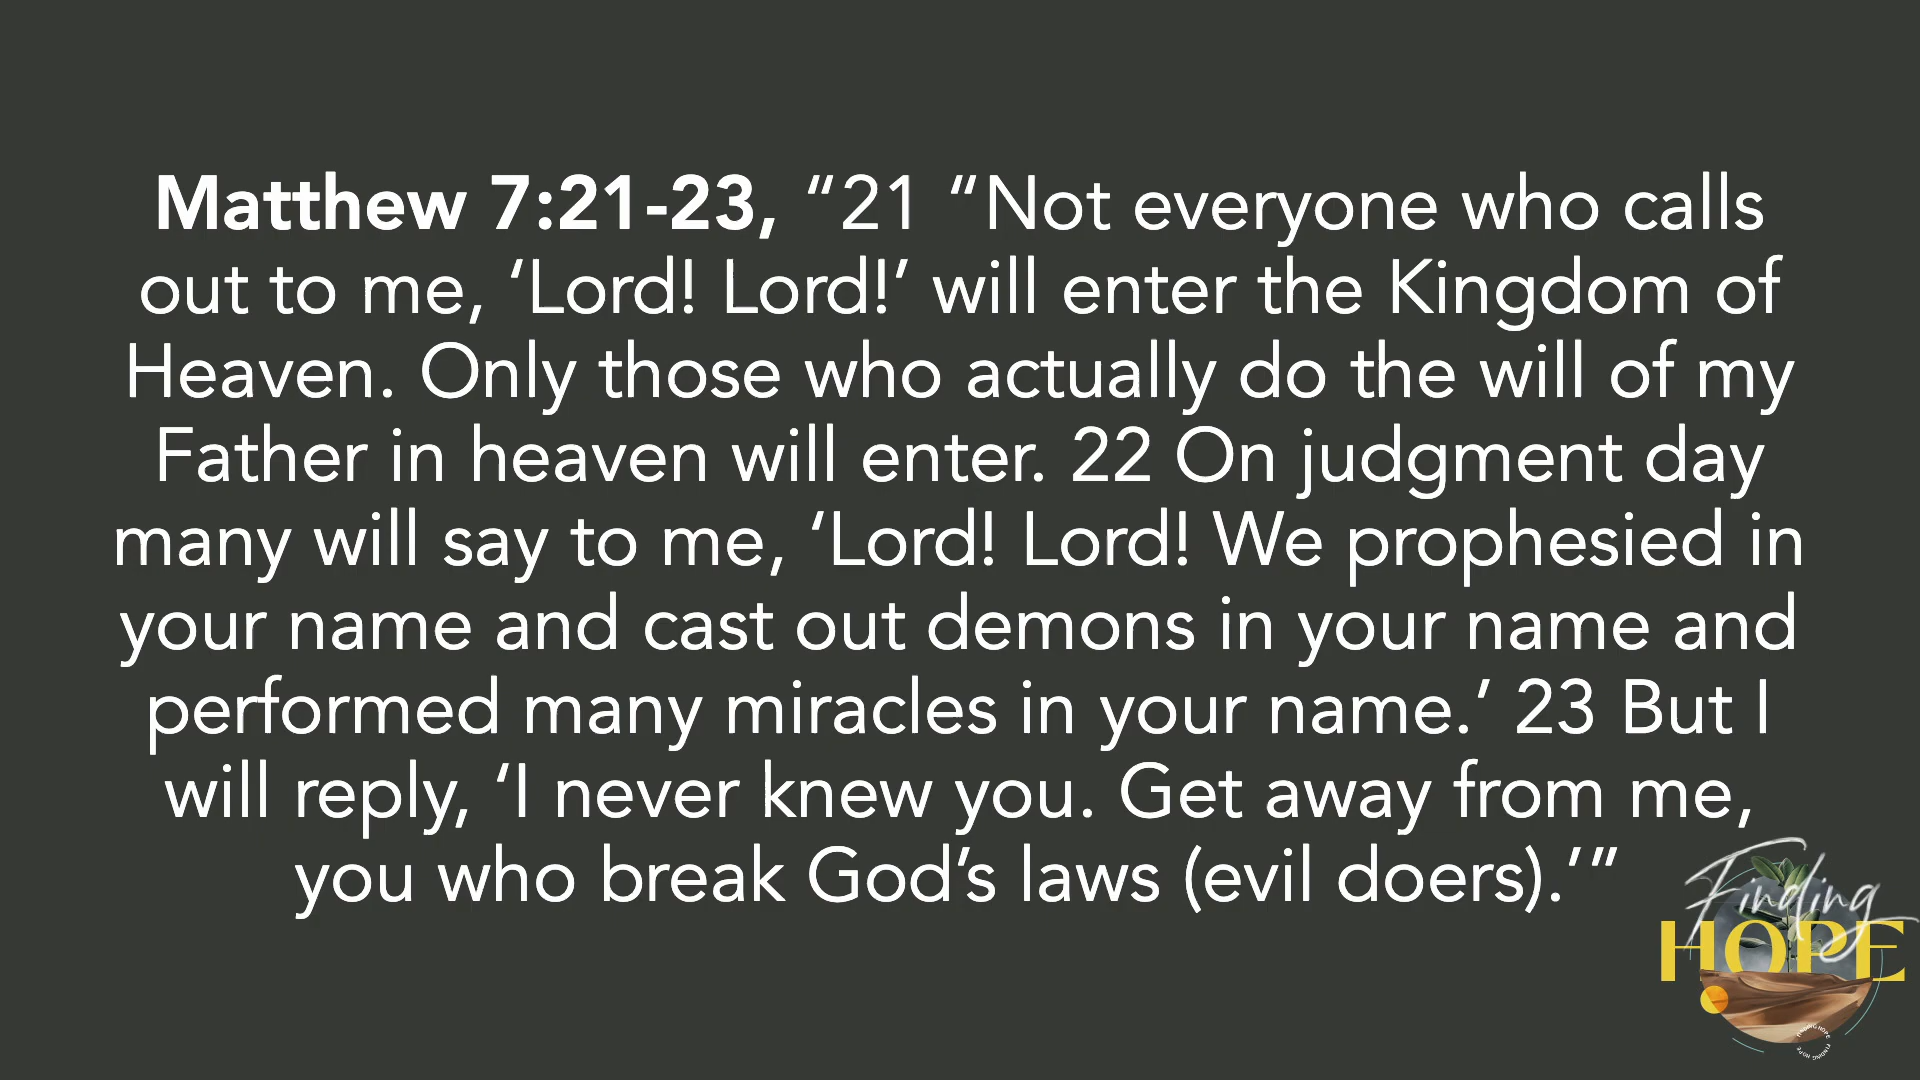 Matthew 7:21-23, “21 “Not everyone who calls
out to me, ‘Lord! Lord!’ will enter the Kingdom of
Heaven. Only those who actually do the will of my
Father in heaven will enter. 22 On judgment day
many will say to me, ‘Lord! Lord! We prophesied in
your name and cast out demons in your name and
performed many miracles in your name.’ 23 But I
will reply, ‘I never knew you. Get away from me,
you who break God’s laws (evil doers).’”
Finding
HOPE
FINDING HOPE
FINDING HOPE